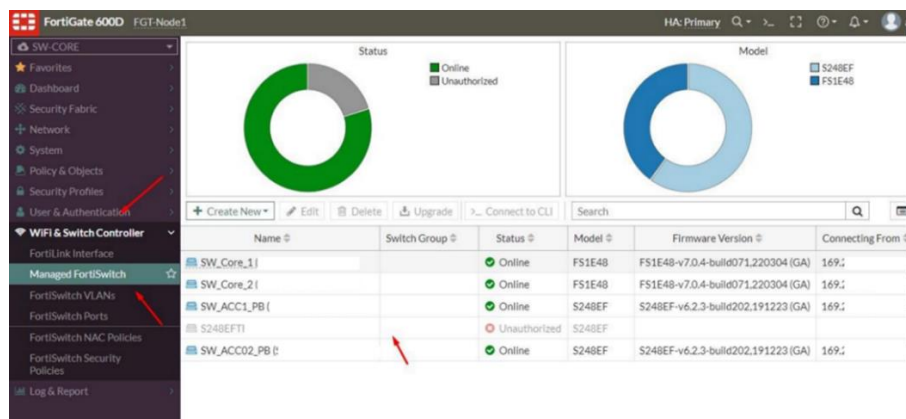 FortiGate 600D FGT-Node1 HA: Primary
SW-CORE
Favorites
Dashboard
Security Fabric
Network
System
Policy & Objects
Security Profiles
User & Authentication
WiFi & Switch Controller
FortiLink Interface
Managed FortiSwitch
FortiSwitch VLANs
FortiSwitch Ports
FortiSwitch NAC Policies
FortiSwitch Security
Policies
Log & Report
Status
Online
Unauthorized
Model
S248EF
FS1E48
Create New Edit Delete Upgrade Connect to CLI Search
Name Switch Group Status Model Firmware Version Connecting From
SW_Core_1 ( Online FS1E48 FS1E48-v7.0.4-build071,220304 (GA) 169.
SW_Core_2 ( Online FS1E48 FS1E48-v7.0.4-build071,220304 (GA) 169.
SW_ACC1_PB ( Online S248EF S248EF-v6.2.3-build202,191223 (GA) 169.
S248EFTI Unauthorized S248EF
SW_ACC02_PB ( Online S248EF S248EF-v6.2.3-build202,191223 (GA) 169.